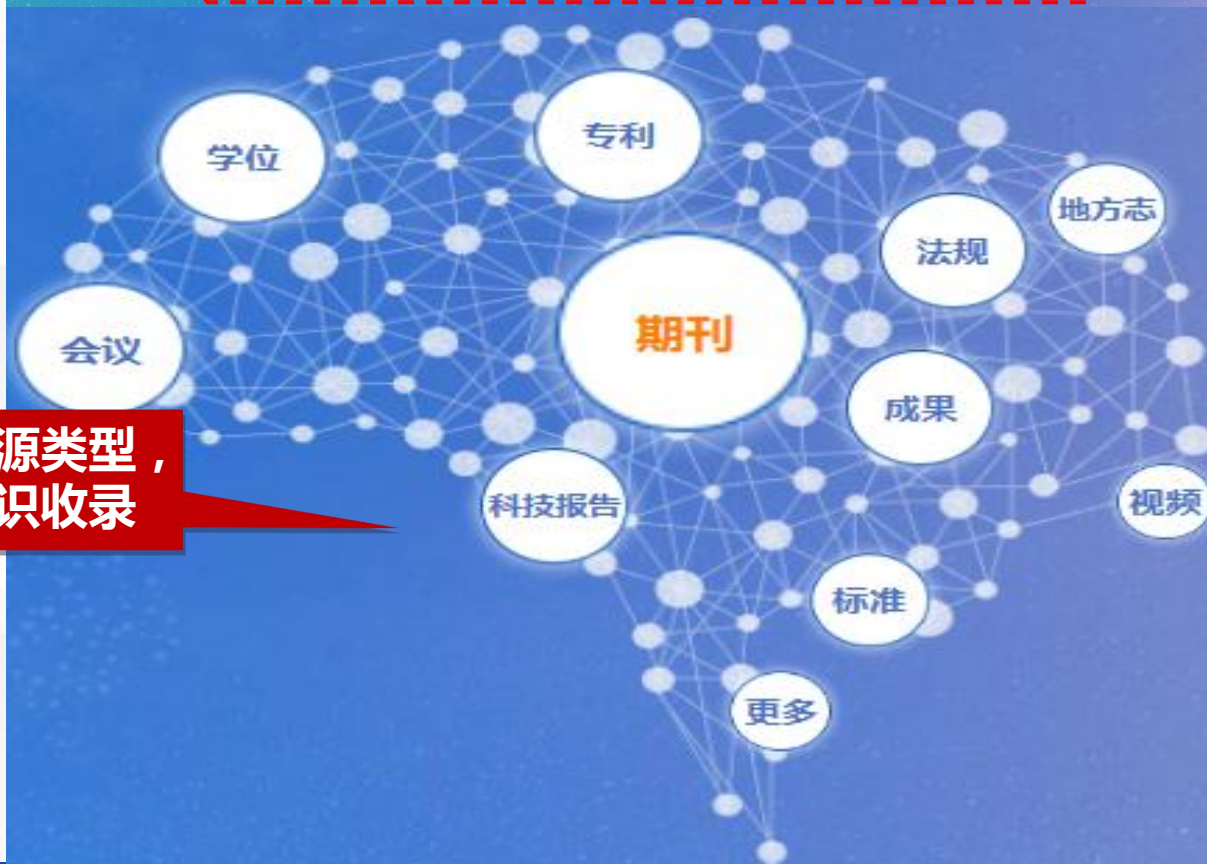 学位
专利
地方志
法规
期刊
会议
成果
源类型，
识收录
科技报告
视频
标准
更多